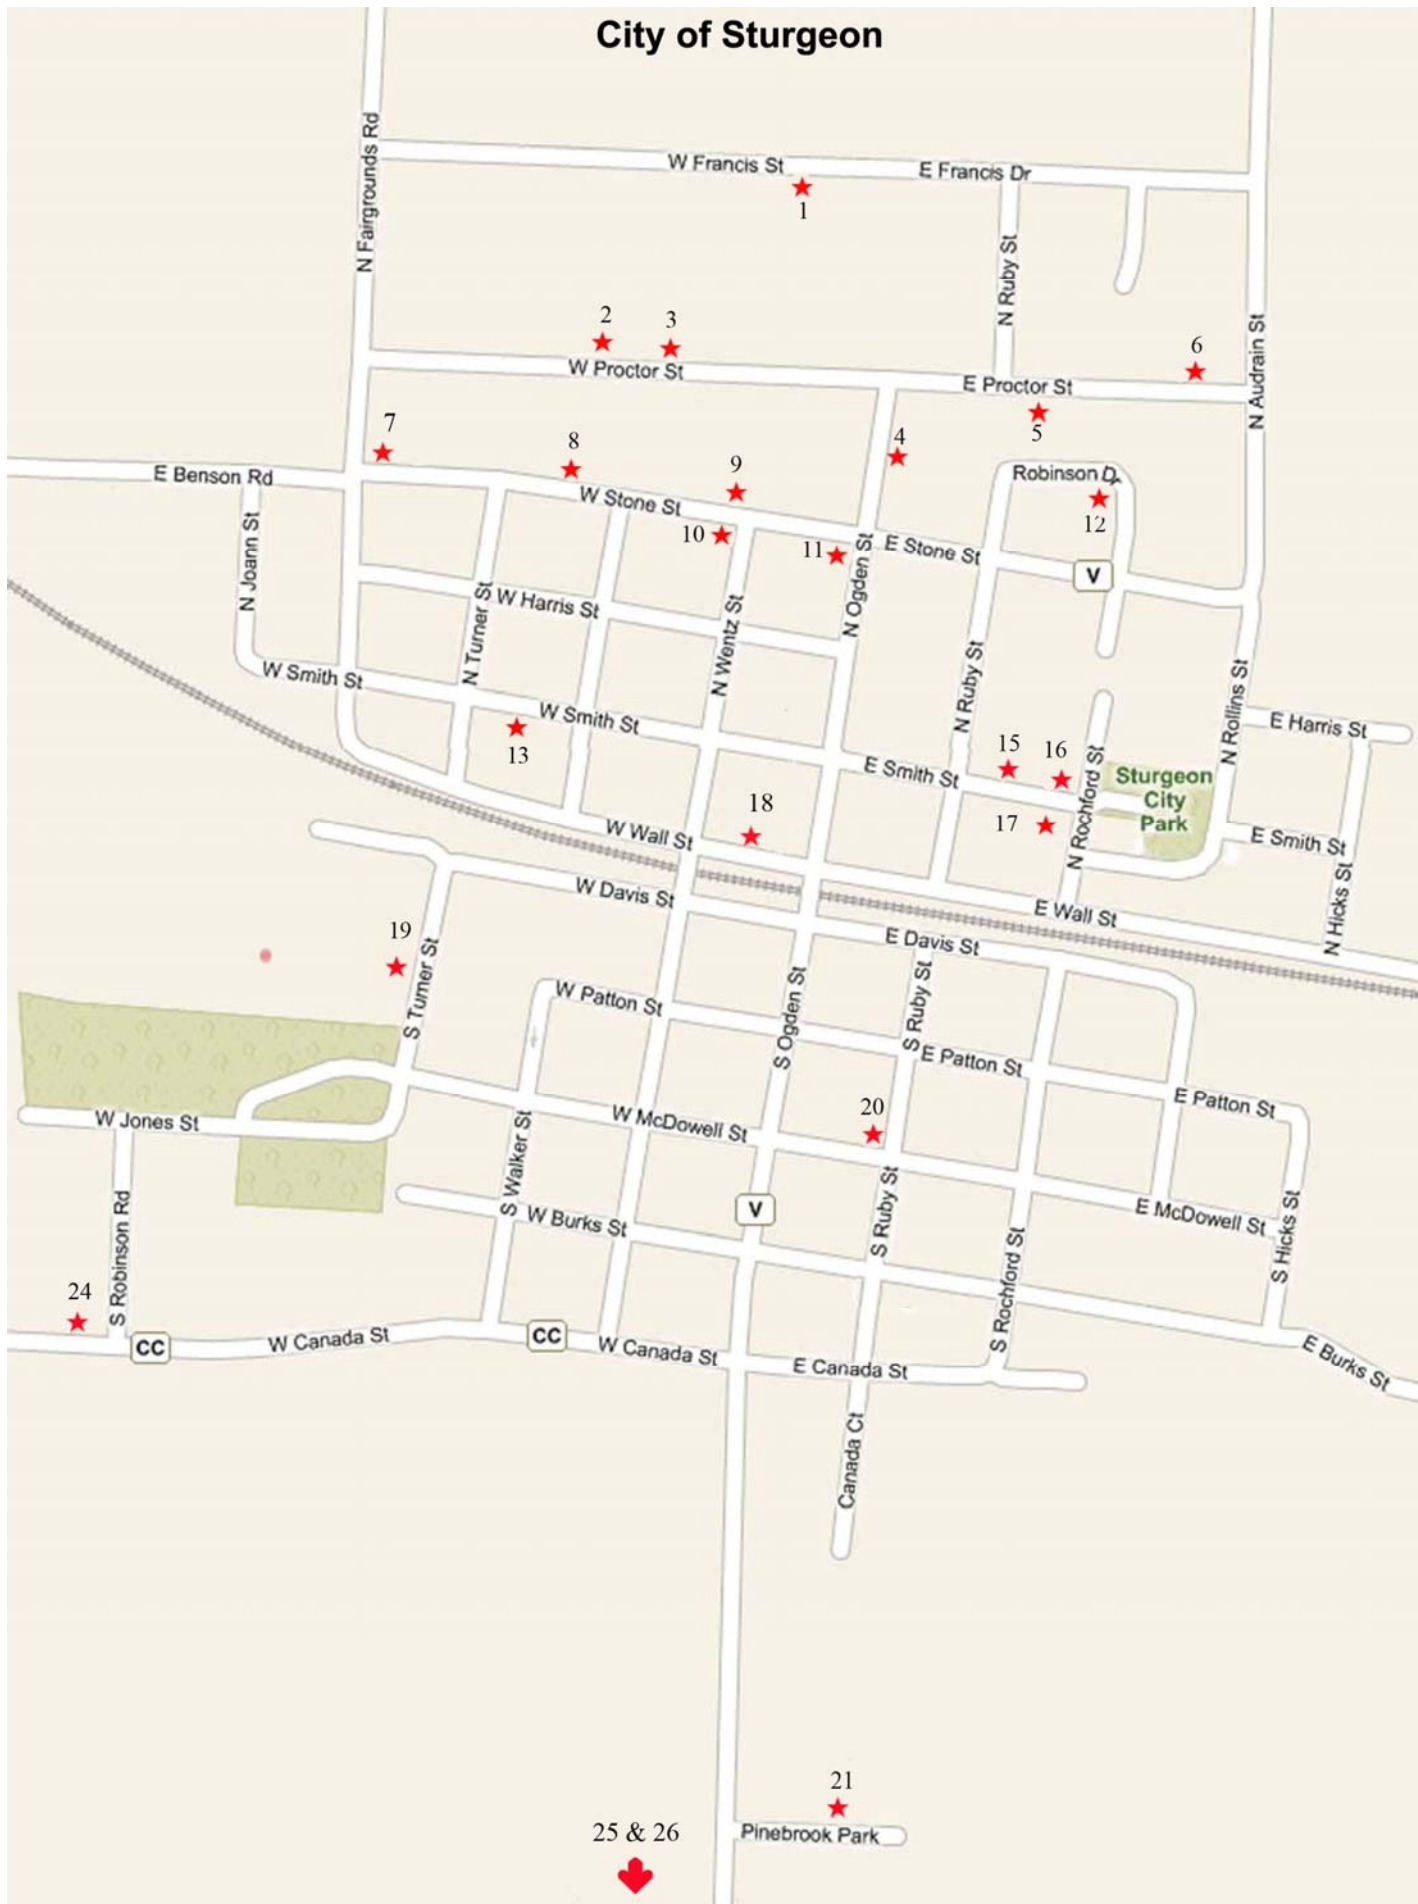 City of Sturgeon
N Fairgrounds Rd
W Francis St
E Francis Dr
1
N Ruby St
2
3
W Proctor St
6
E Proctor St
N Audrain St
5
7
8
9
4
E Benson Rd
W Stone St
Robinson Dr
12
10
11
E Stone St
V
N Joann St
N Turner St
W Harris St
N Wentz St
N Ogden St
N Ruby St
W Smith St
W Smith St
13
E Smith St
15
16
N Rollins St
E Harris St
Sturgeon
City
Park
17
N Rochford St
18
W Wall St
E Smith St
N Hicks St
W Davis St
E Wall St
E Davis St
19
S Turner St
W Patton St
S Ogden St
S Ruby St
E Patton St
E Patton St
W Jones St
W McDowell St
20
S Walker St
S Robinson Rd
W Burks St
V
S Ruby St
E McDowell St
S Hicks St
S Rochford St
24
CC
W Canada St
CC
W Canada St
E Canada St
E Burks St
Canada Ct
21
25 & 26
Pinebrook Park